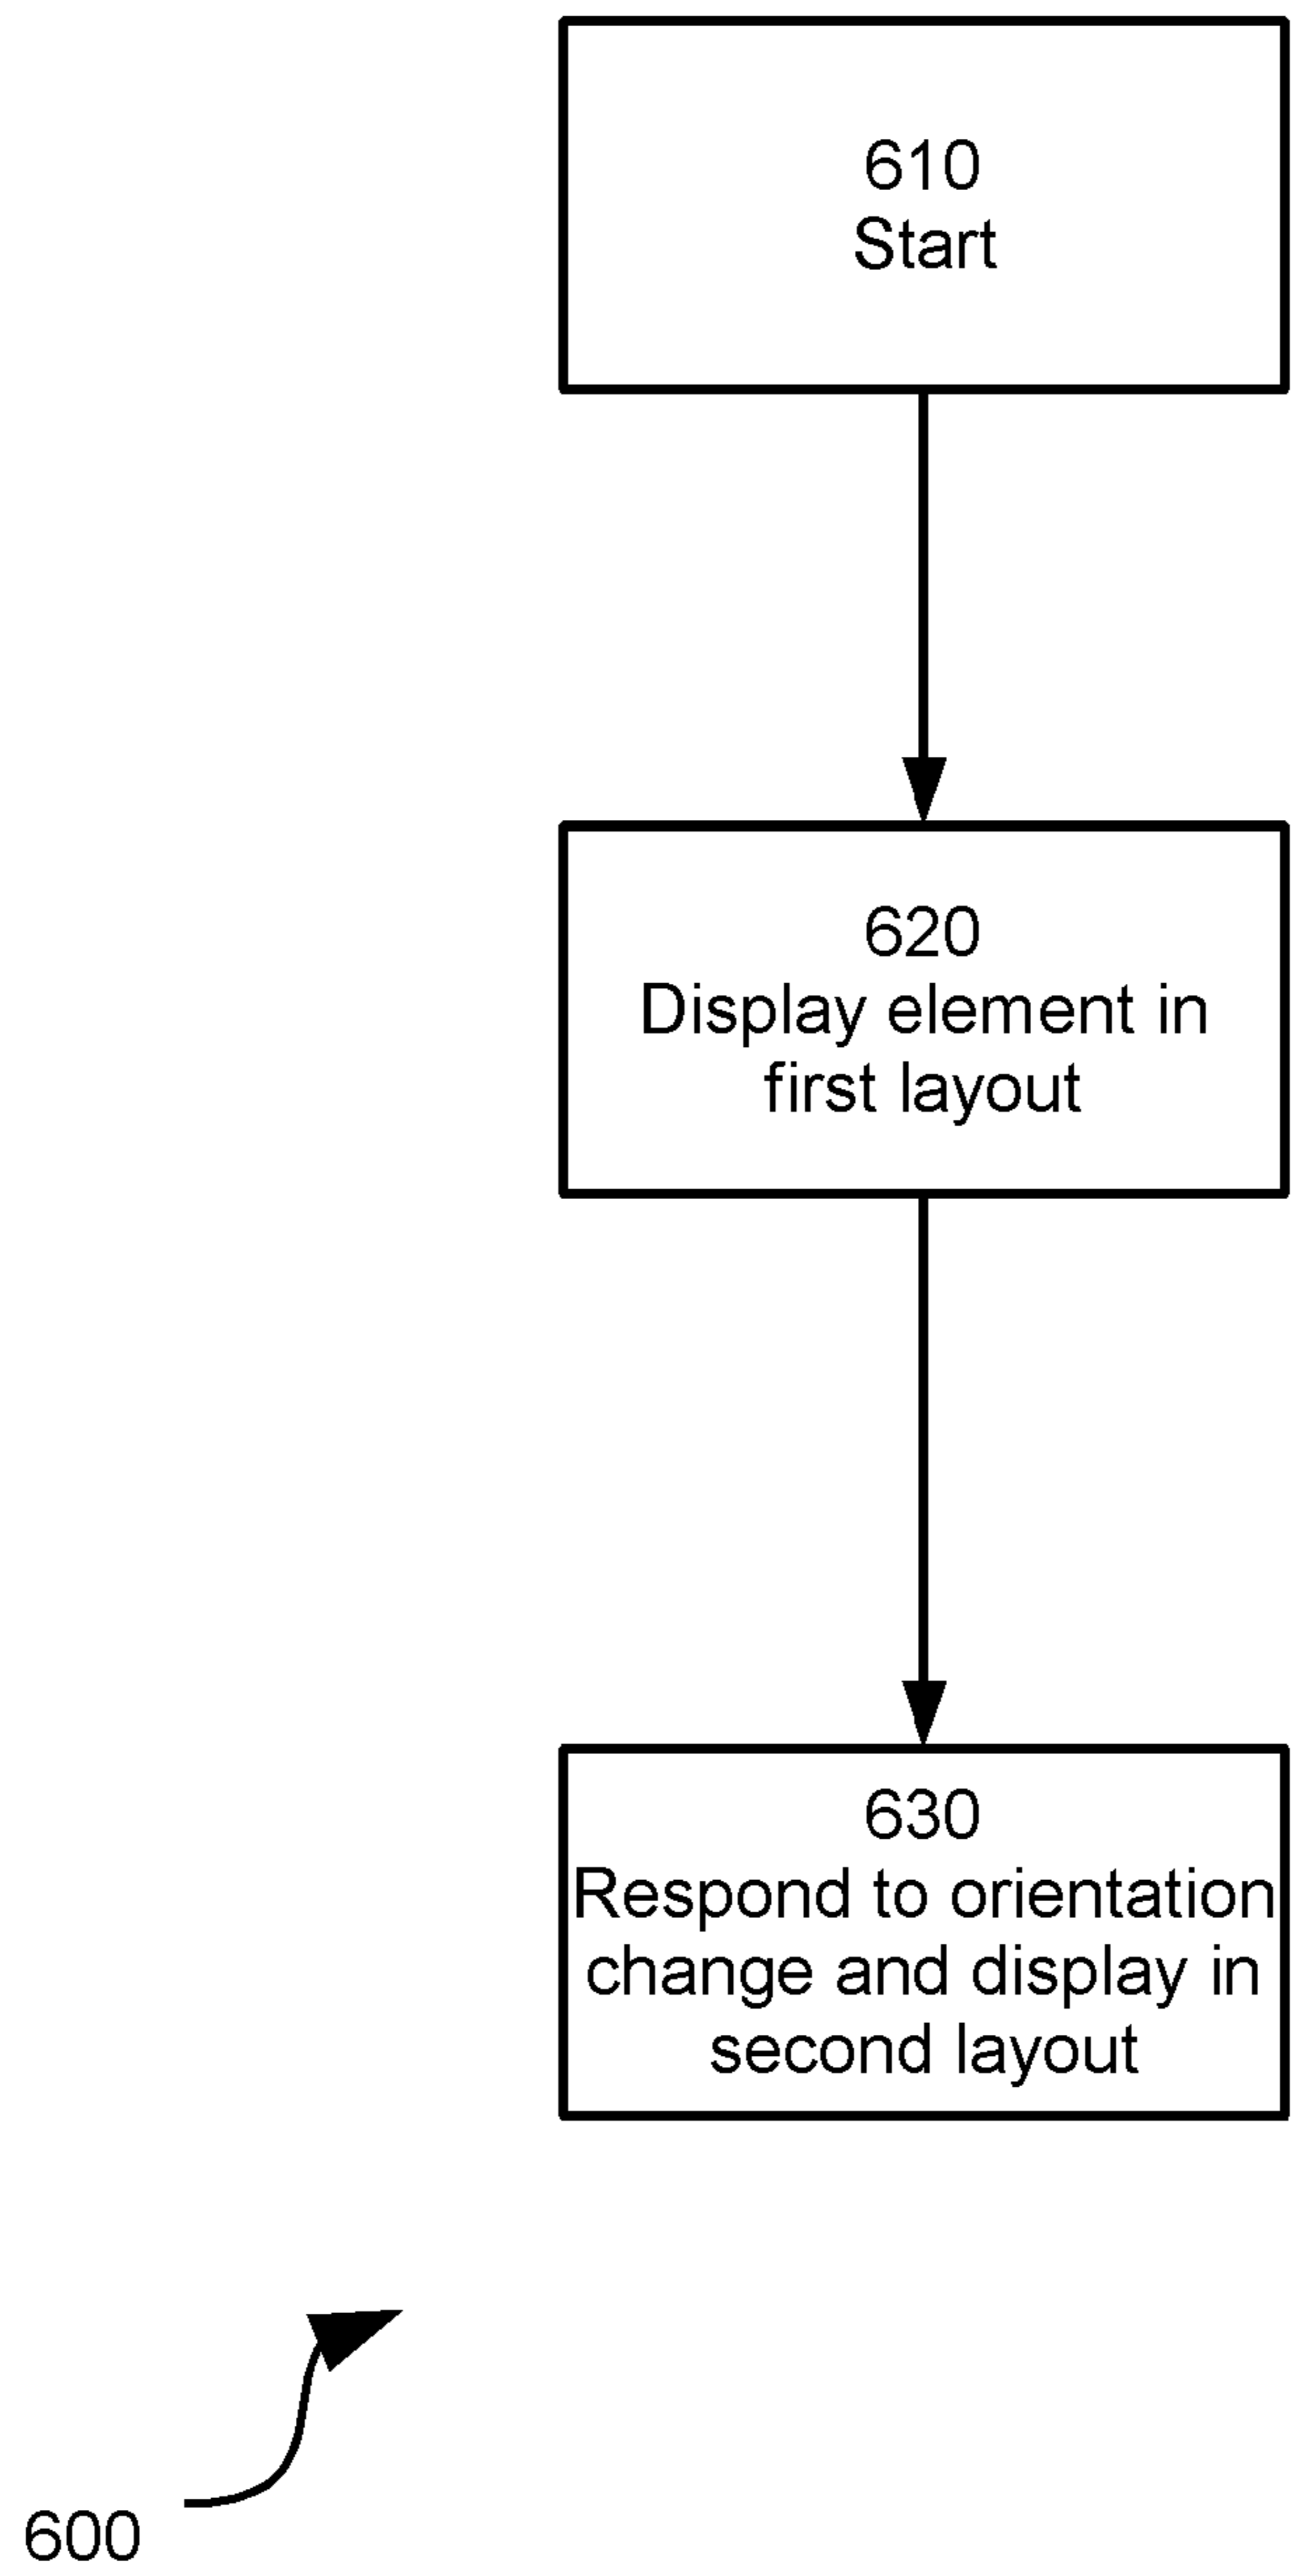 610
Start
620
Display element in
first layout
630
Respond to orientation
change and display in
second layout
600